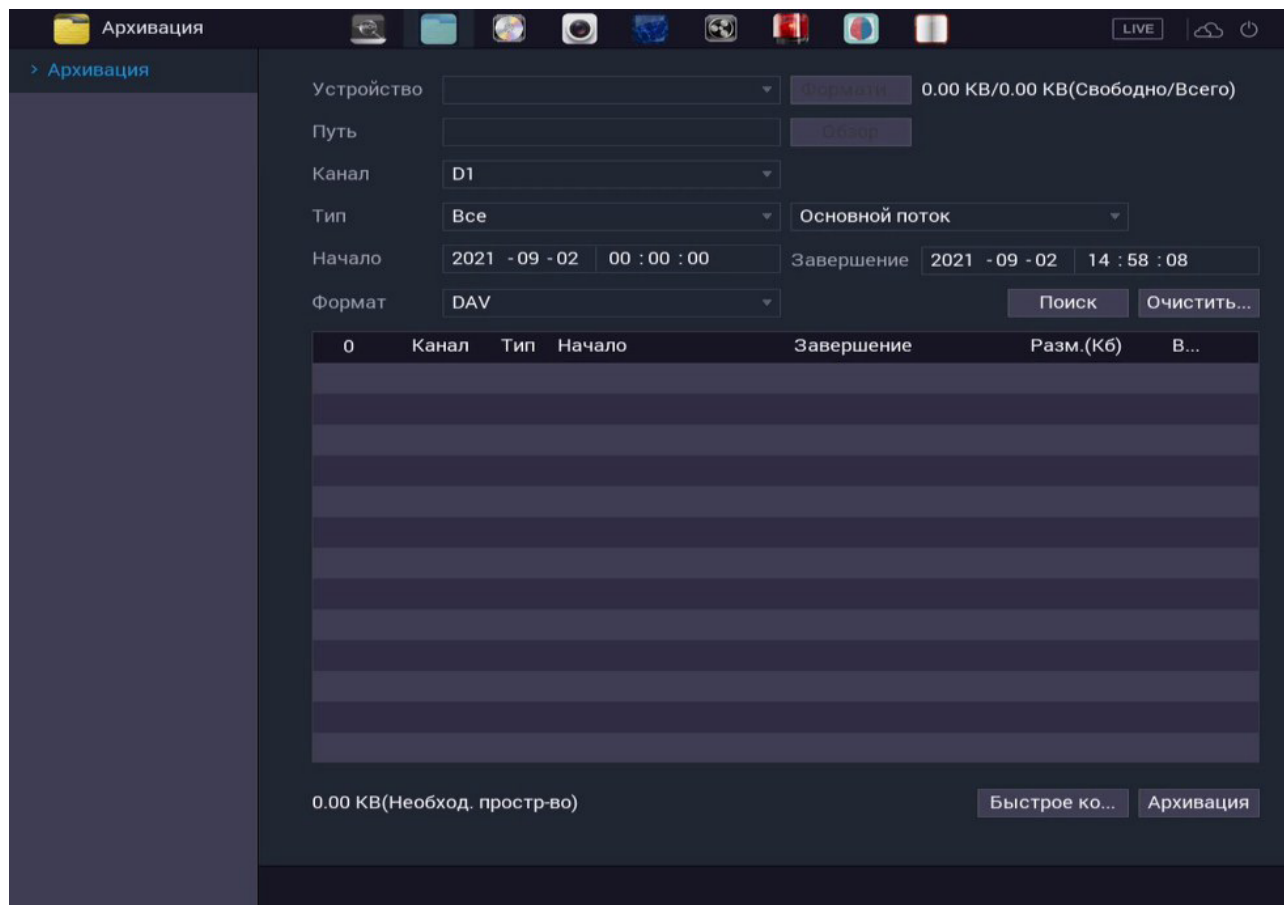 Архивация
LIVE
> Архивация
Устройство
Формати
0.00 KB/0.00 KB(Свободно/Всего)
Путь
Обзор
Канал D1
Тип Все Основной поток
Начало 2021 - 09 - 02 00 : 00 : 00 Завершение 2021 - 09 - 02 14 : 58 : 08
Формат DAV Поиск Очистить...
0 Канал Тип Начало Завершение Разм.(Кб) В...
0.00 KB(Необход. простр-во) Быстрое ко... Архивация